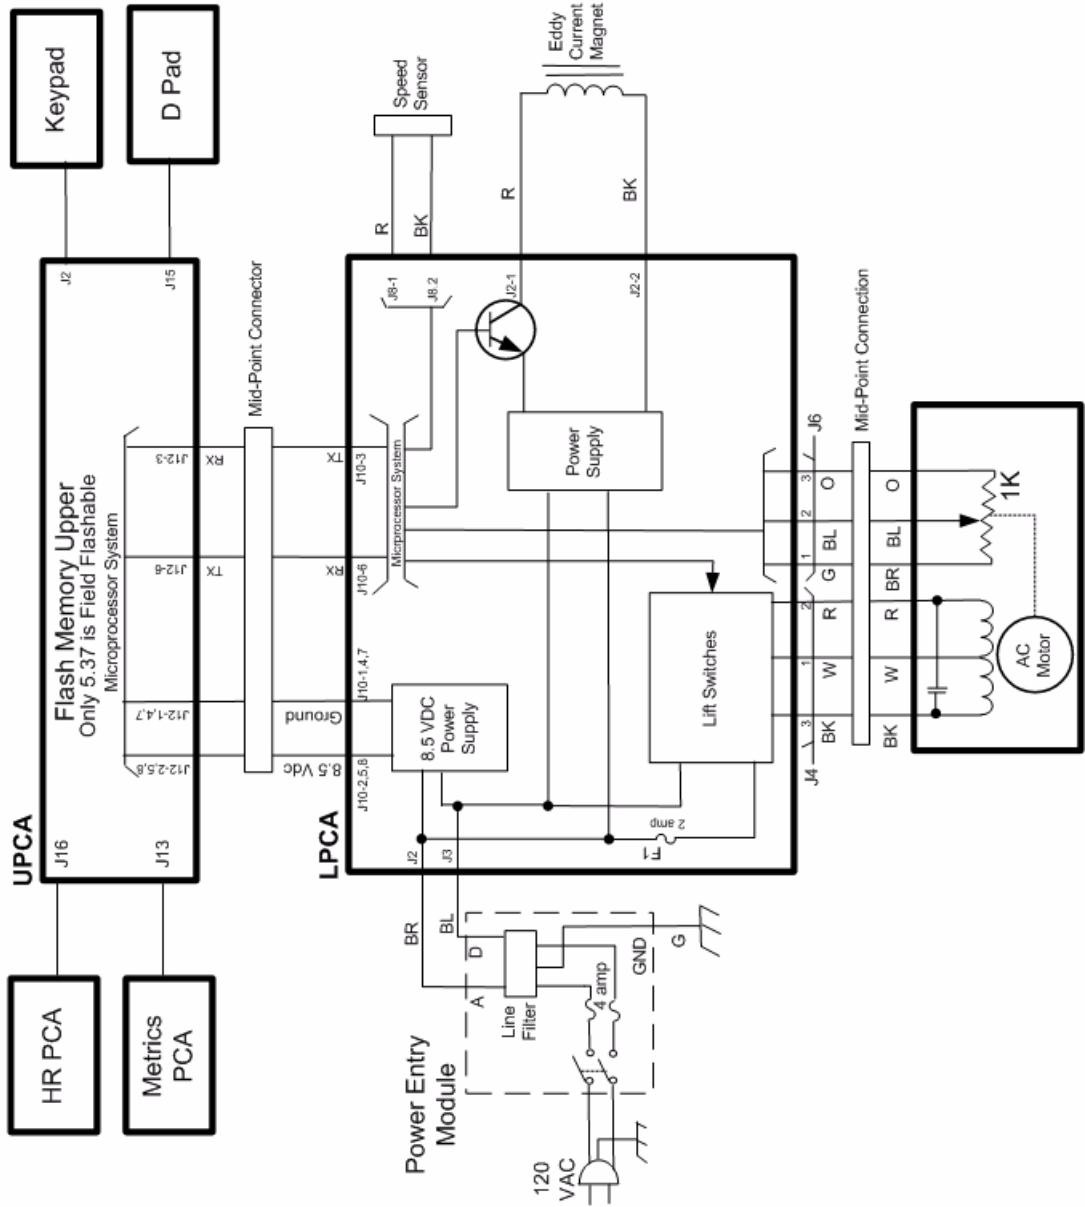 Keypad
D Pad
J2
J15
UPCA
Flash Memory Upper
Only 5.37 is Field Flashable
Microprocessor System
J16
J13
HR PCA
Metrics
PCA
J12-3
J12-6
J12-1,4,7
J12-2,5,8
RX
TX
Mid-Point Connector
TX
RX
Ground
8.5 Vdc
J10-3
J10-6
J10-1,4,7
J10-2,5,8
LPCA
Micrprocessor System
8.5 VDC
Power
Supply
Speed
Sensor
R
BK
J8-1
J8.2
Eddy
Current
Magnet
R
BK
J2-1
J2-2
Power
Supply
Lift Switches
J2
J3
F1
2 amp
BR
BL
A
D
Line
Filter
4 amp
GND
G
Power Entry
Module
120
VAC
J6
3
2
1
O
BL
G
J4
2
1
3
R
W
BK
Mid-Point Connection
O
BL
BR
R
W
BK
1K
AC
Motor